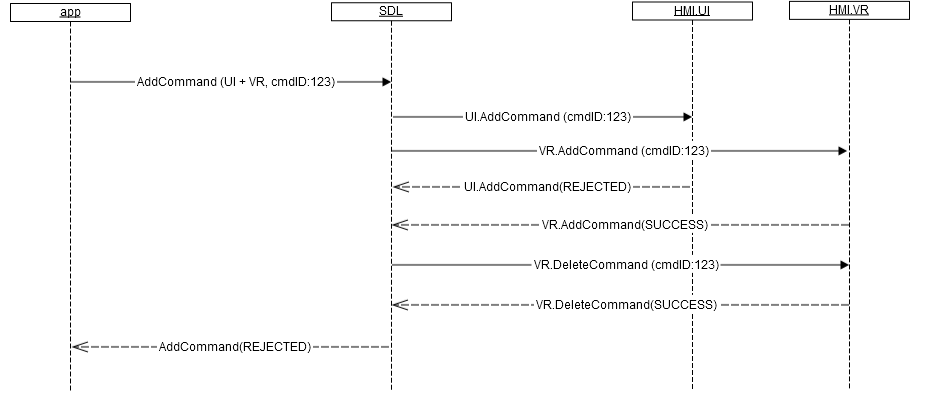 app
SDL
HMI.UI
HMI.VR
AddCommand (UI + VR, cmdID:123)
UI.AddCommand (cmdID:123)
VR.AddCommand (cmdID:123)
UI.AddCommand(REJECTED)
VR.AddCommand(SUCCESS)
VR.DeleteCommand (cmdID:123)
VR.DeleteCommand(SUCCESS)
AddCommand(REJECTED)